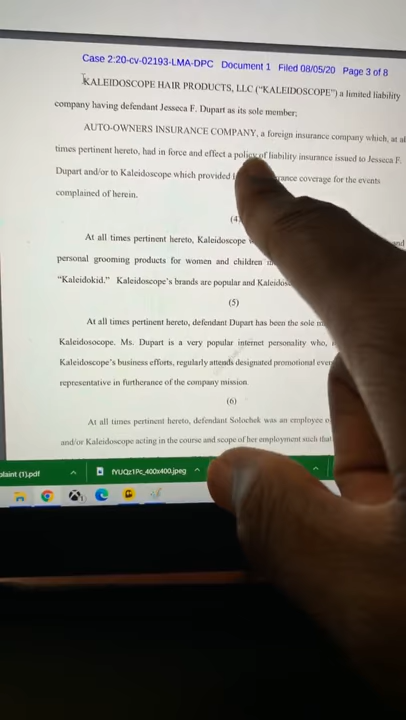 Case 2:20-cv-02193-LMA-DPC Document 1 Filed 08/05/20 Page 3 of 8
KALEIDOSCOPE HAIR PRODUCTS, LLC ("KALEIDOSCOPE") a limited liability
company having defendant Jesseca F. Dupart as its sole member;
AUTO-OWNERS INSURANCE COMPANY, a foreign insurance company which, at al
times pertinent hereto, had in force and effect a policy of liability insurance issued to Jesseca F.
Dupart and/or to Kaleidoscope which provided coverage for the events
complained of herein.
(4
At all times pertinent hereto, Kaleidoscope and
personal grooming products for women and children
"Kaleidokid." Kaleidoscope's brands are popular and
(5)
At all times pertinent hereto, defendant Dupart has been the sole
Kaleidosocope. Ms. Dupart is a very popular internet personality who,
Kaleidoscope's business efforts, regularly attends designated promotional
representative in furtherance of the company mission.
(6)
At all times pertinent hereto, defendant Solochek was an employee
and/or Kaleidoscope acting in the course and scope of her employment such that
plaint (1).pdf
fYUQz1Pc_400x400.jpeg